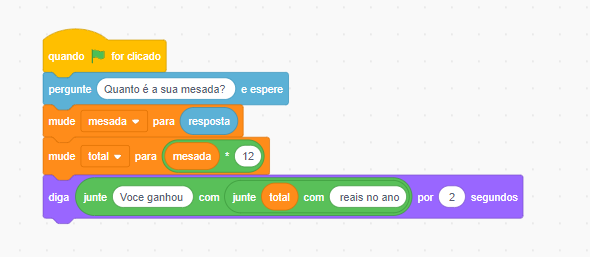 quando for clicado
pergunte Quanto é a sua mesada? e espere
mude mesada para resposta
mude total para mesada * 12
diga junte Voce ganhou com junte total com reais no ano por 2 segundos